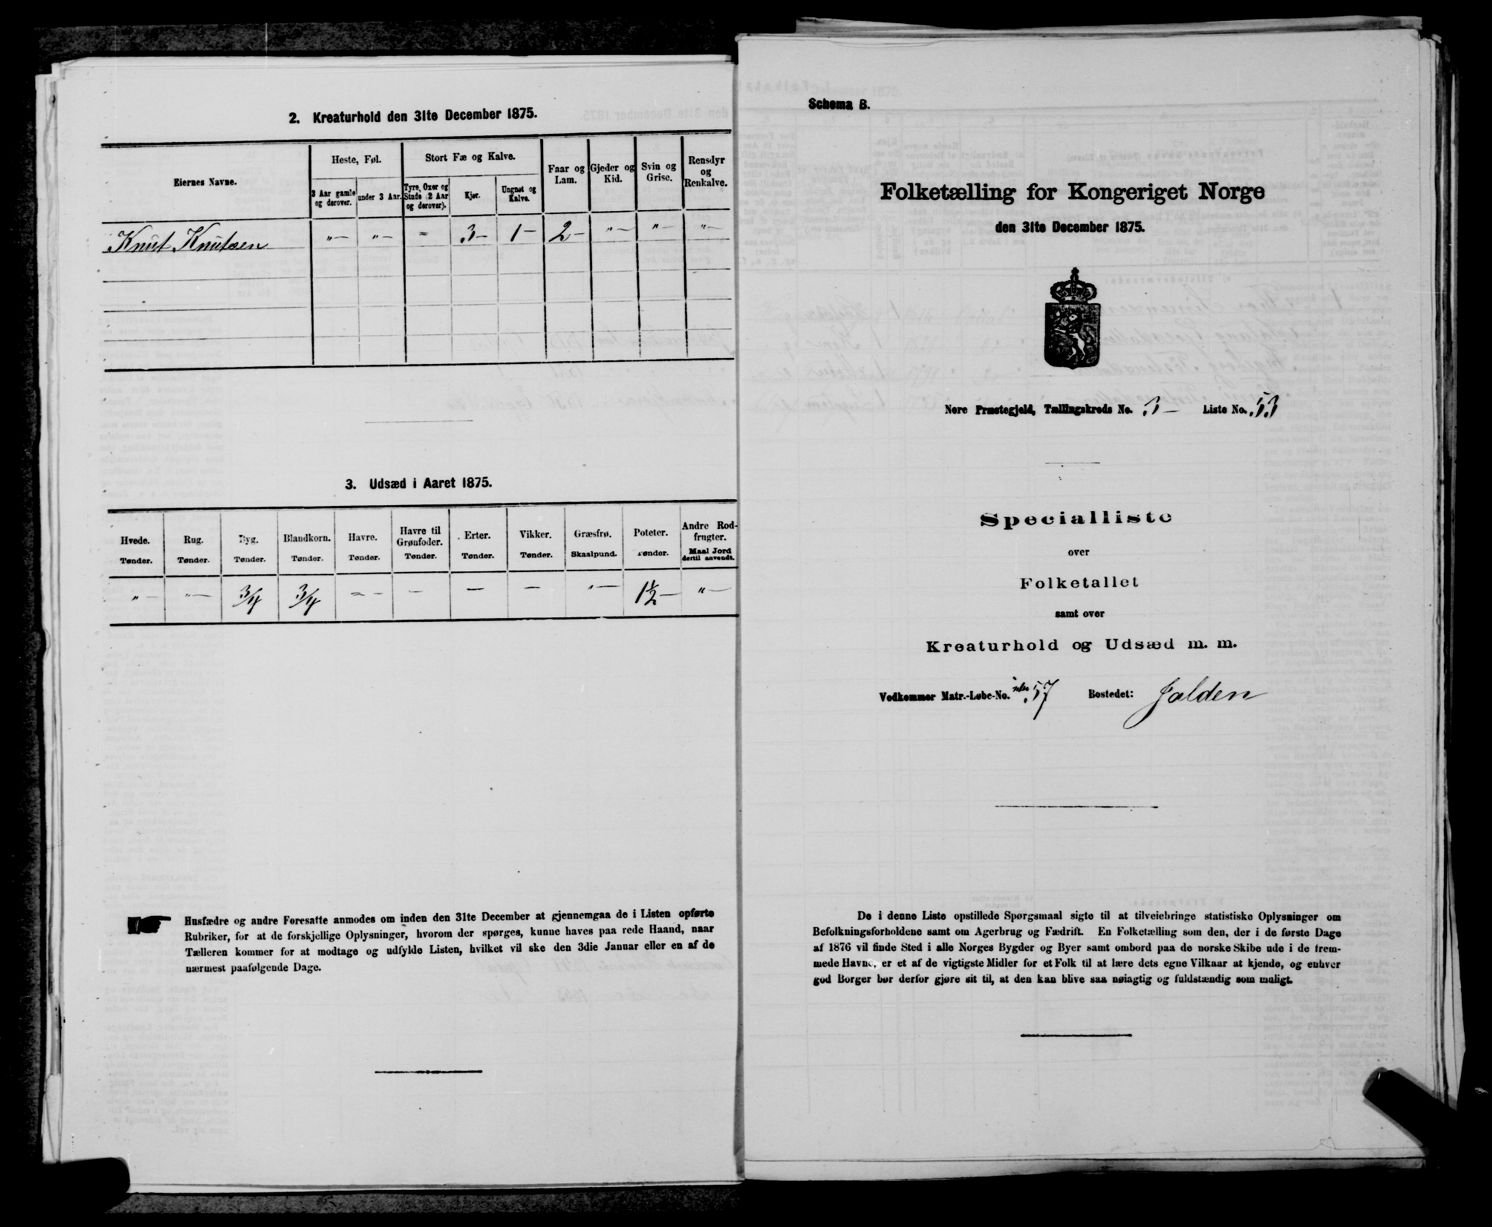 2. Kreaturhold den 31te December 1875.
Eiernes Navne.
Heste, Føl.
Stort Fæ og Kalve.
Faar og Lam.
Gjeder og Kid.
Svin og Grise.
Rensdyr og Renkalve.
3 Aar gamle og derover.
under 3 Aar.
Tyre, Oxer og Stude (2 Aar og derover).
Kjør.
Ungnøt og Kalve.
Knut Knutsen " — " — " 3 — 1 — 2 — " — " — " —
3. Udsæd i Aaret 1875.
Hvede. Rug. Byg. Blandkorn. Havre. Havre til Grønfoder. Erter. Vikker. Græsfrø. Poteter. Andre Rodfrugter.
Tønder. Tønder. Tønder. Tønder. Tønder. Tønder. Tønder. Tønder. Skaalpund. Tønder. Maal Jord dertil anvendt.
" — " — 3/4 3/4 — — — — — " — 1 1/2 — " —
Husfædre og andre Foresatte anmodes om inden den 31te December at gjennemgaa de i Listen opførte
Rubriker, for at de forskjellige Oplysninger, hvorom der spørges, kunne haves paa rede Haand, naar
Tælleren kommer for at modtage og udfylde Listen, hvilket vil ske den 3die Januar eller en af de
nærmest paafølgende Dage.
Schema B.
Folketælling for Kongeriget Norge
den 31te December 1875.
Nore Præstegjeld, Tællingskreds No. 3 — Liste No. 53
Specialliste
over
Folketallet
samt over
Kreaturhold og Udsæd m. m.
Vedkommer Matr.-Løbe-No. 57 Bostedet: Jalden
De i denne Liste opstillede Spørgsmaal sigte til at tilveiebringe statistiske Oplysninger om
Befolkningsforholdene samt om Agerbrug og Fædrift. En Folketælling som den, der i de første Dage
af 1876 vil finde Sted i alle Norges Bygder og Byer samt ombord paa de norske Skibe ude i de frem-
mede Havne, er et af de vigtigste Midler for et Folk til at lære dets egne Vilkaar at kjende, og enhver
god Borger bør derfor gjøre sit til, at den kan blive saa nøiagtig og fuldstændig som muligt.